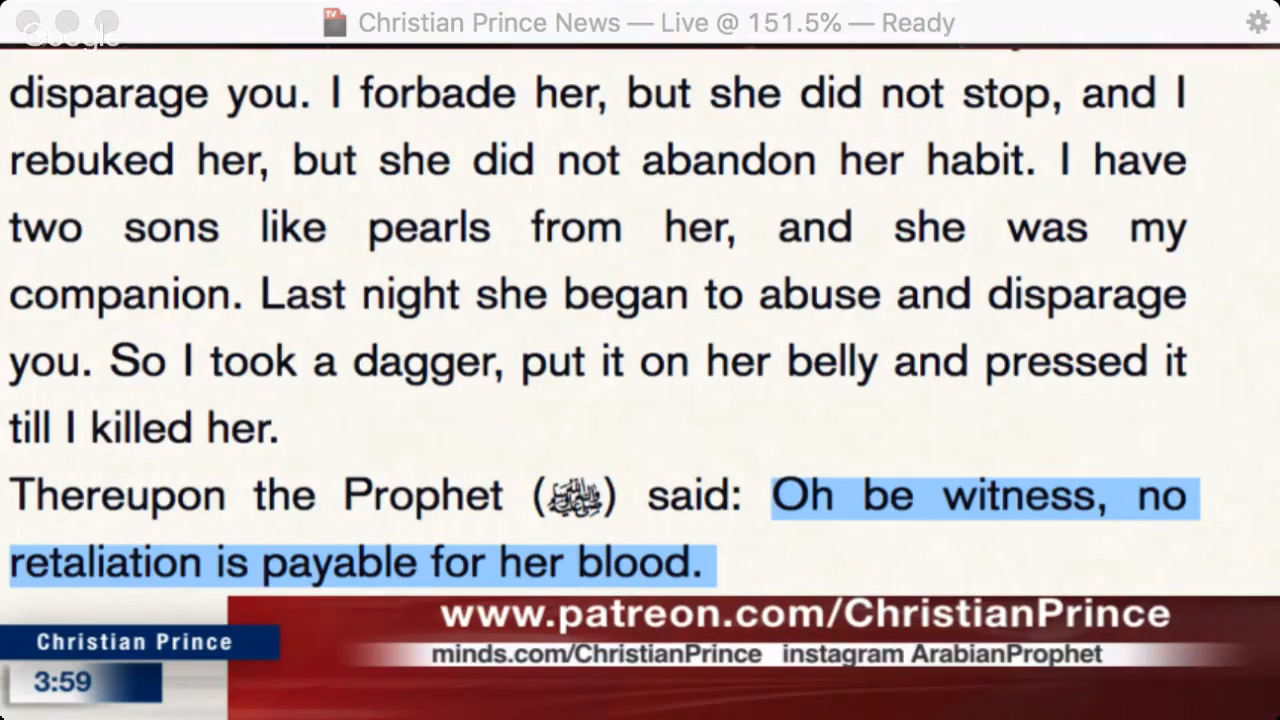 Christian Prince News — Live @ 151.5% — Ready
Google
disparage you. I forbade her, but she did not stop, and I
rebuked her, but she did not abandon her habit. I have
two sons like pearls from her, and she was my
companion. Last night she began to abuse and disparage
you. So I took a dagger, put it on her belly and pressed it
till I killed her.
Thereupon the Prophet (ﷺ) said: Oh be witness, no
retaliation is payable for her blood.
www.patreon.com/ChristianPrince
Christian Prince
minds.com/ChristianPrince instagram ArabianProphet
3:59